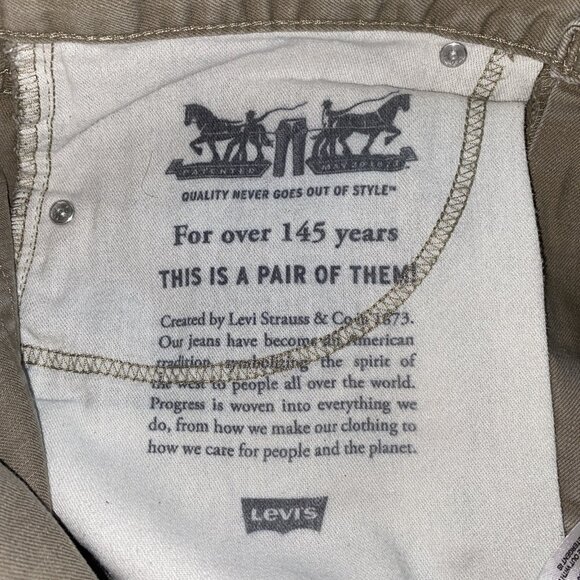 PATENTED
QUALITY NEVER GOES OUT OF STYLE™
For over 145 years
THIS IS A PAIR OF THEM!
Created by Levi Strauss & Co in 1873.
Our jeans have become an American
tradition, symbolizing the spirit of
the west to people all over the world.
Progress is woven into everything we
do, from how we make our clothing to
how we care for people and the planet.
LEVI'S